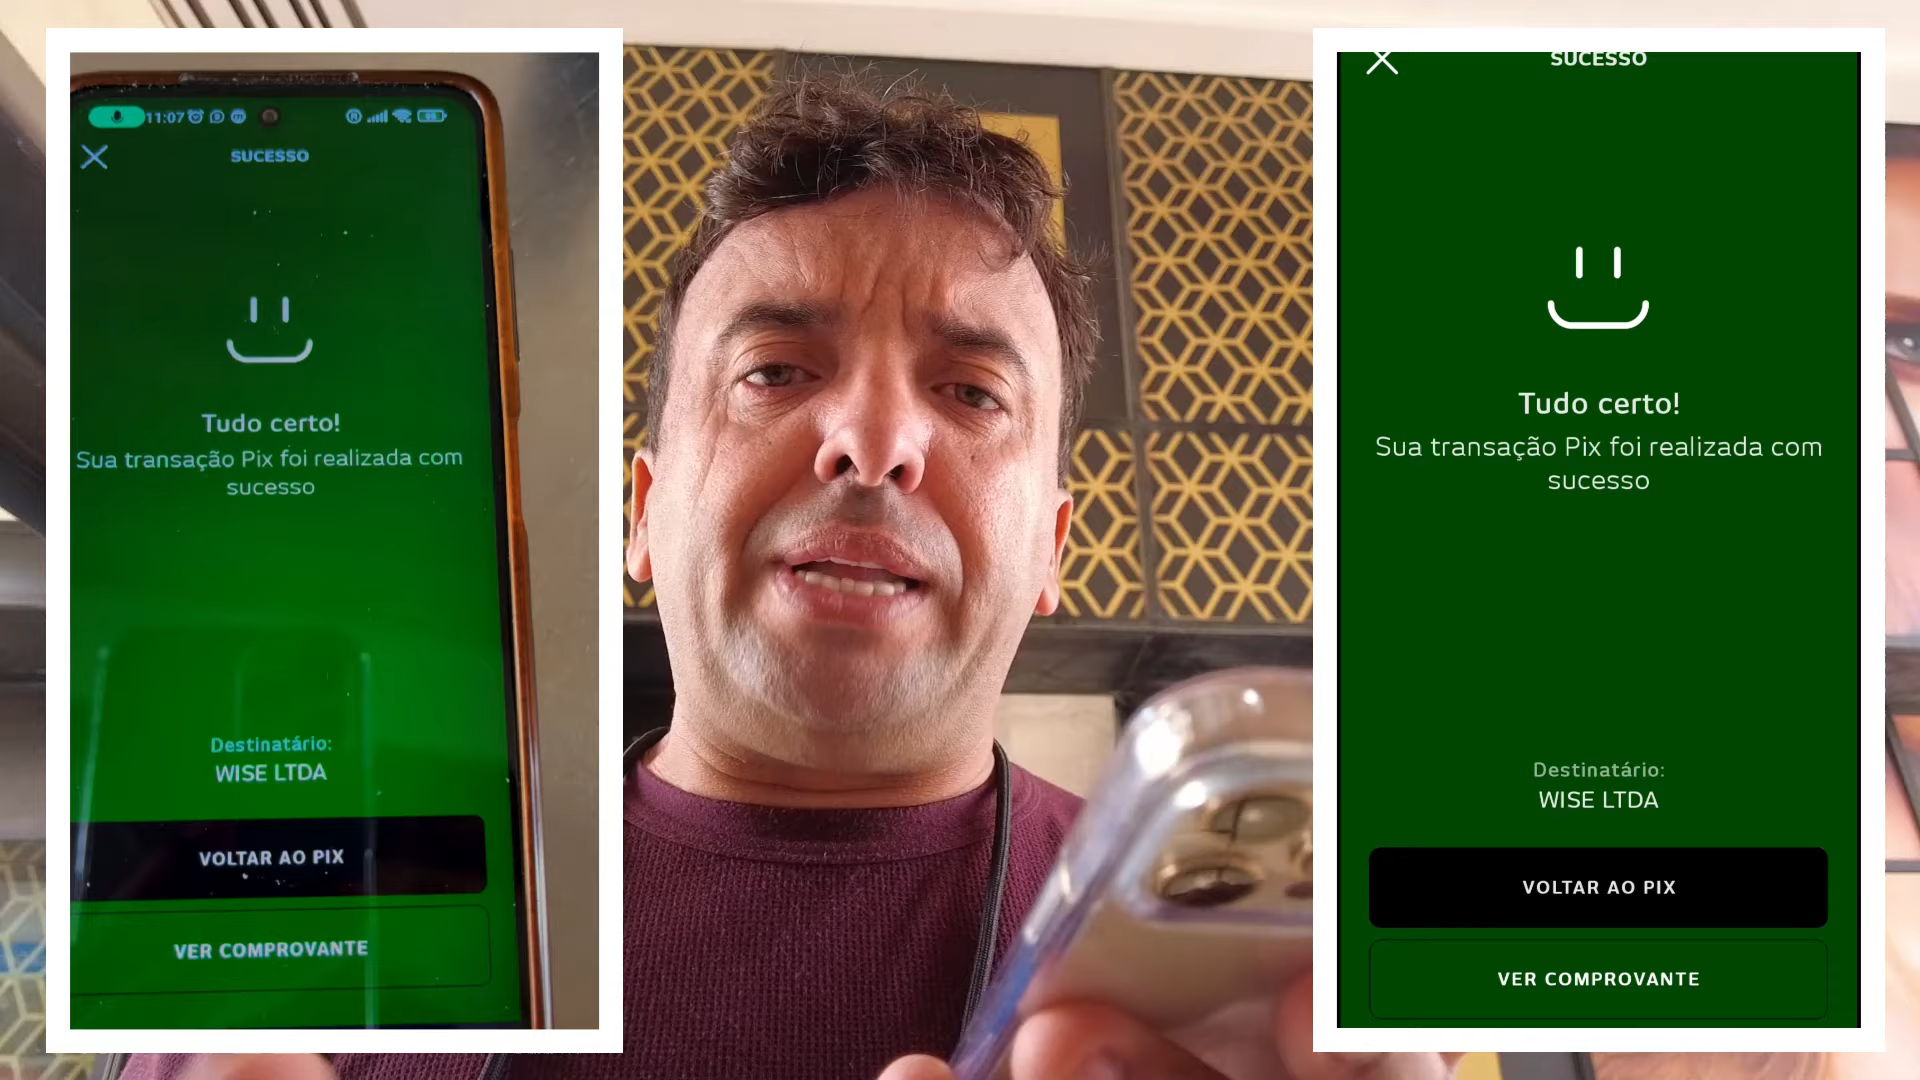 11:07
SUCESSO
Tudo certo!
Sua transação Pix foi realizada com
sucesso
Destinatário:
WISE LTDA
VOLTAR AO PIX
VER COMPROVANTE
SUCESSO
Tudo certo!
Sua transação Pix foi realizada com
sucesso
Destinatário:
WISE LTDA
VOLTAR AO PIX
VER COMPROVANTE